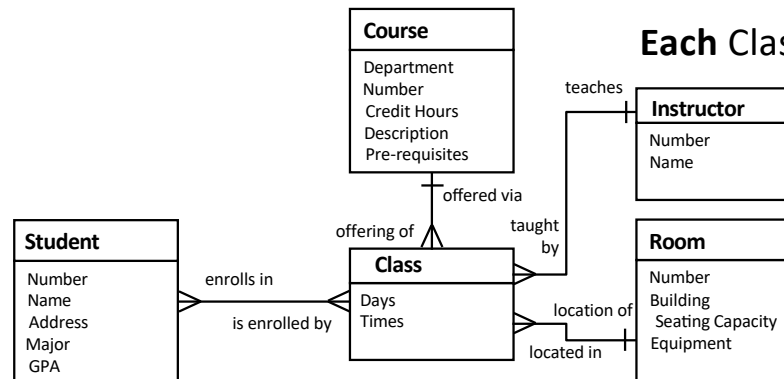 Course
Department
Number
Credit Hours
Description
Pre-requisites
Each
teaches
Instructor
Number
Name
offered via
offering of
taught
by
Student
Number
Name
Address
Major
GPA
enrolls in
is enrolled by
Class
Days
Times
location of
located in
Room
Number
Building
Seating Capacity
Equipment